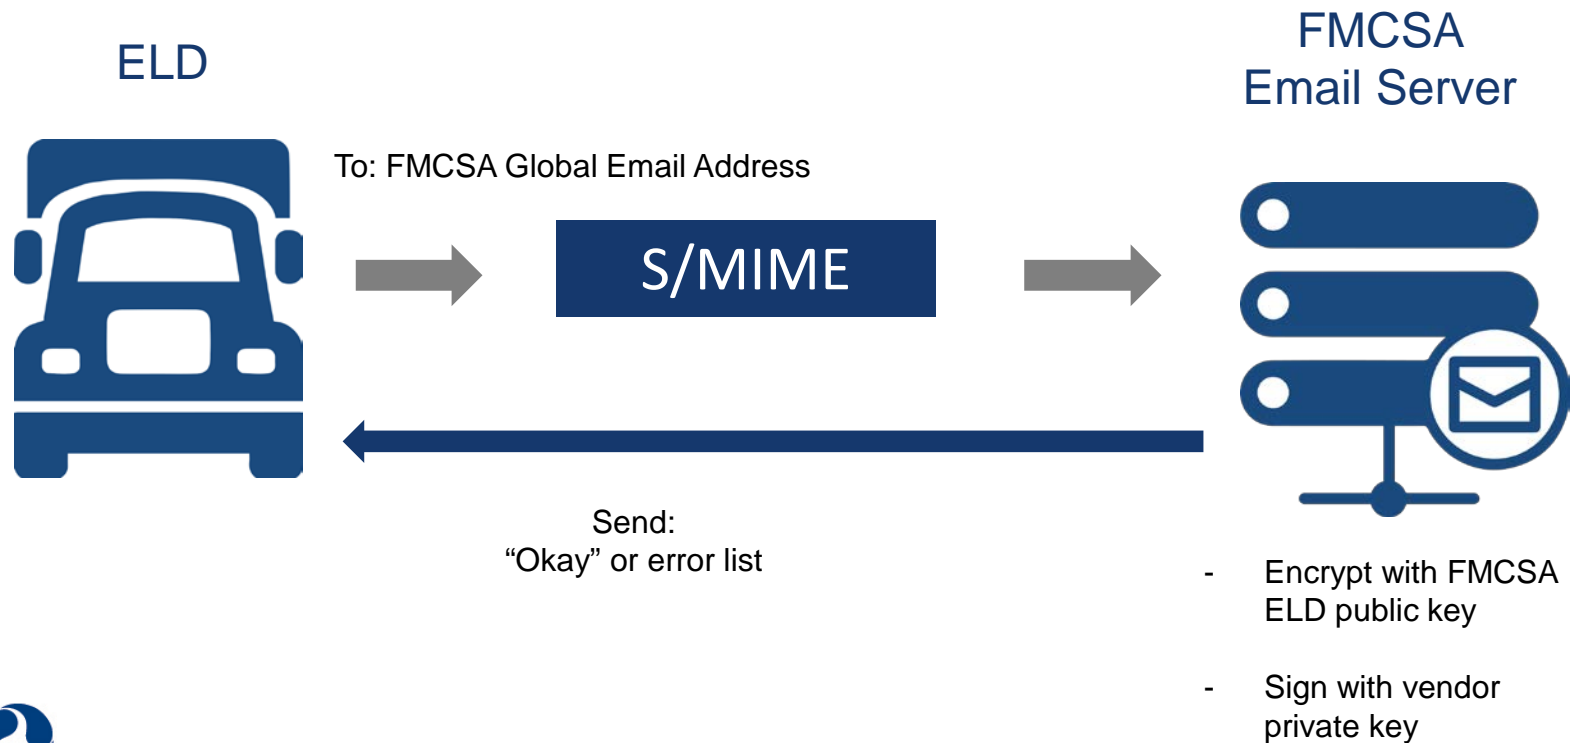 ELD
FMCSA
Email Server
To: FMCSA Global Email Address
S/MIME
Send:
“Okay” or error list
- Encrypt with FMCSA
ELD public key
- Sign with vendor
private key